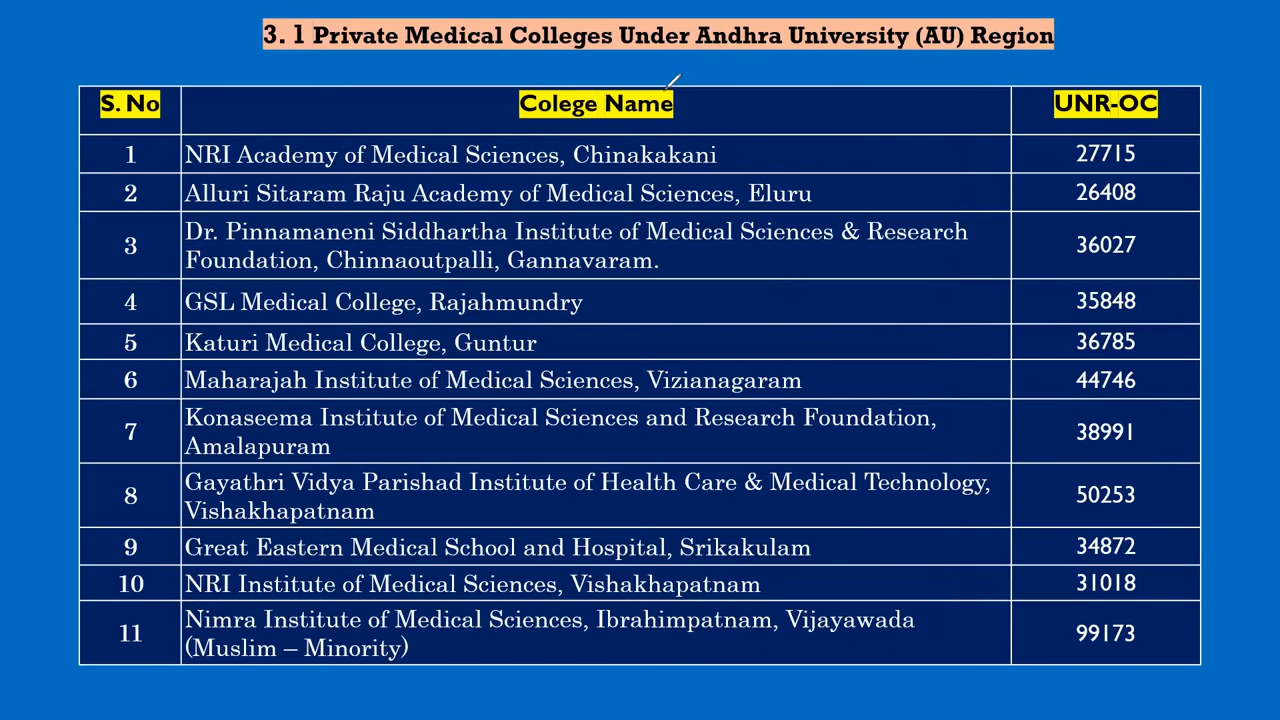 3. 1 Private Medical Colleges Under Andhra University (AU) Region
S. No Colege Name UNR-OC
1 NRI Academy of Medical Sciences, Chinakakani 27715
2 Alluri Sitaram Raju Academy of Medical Sciences, Eluru 26408
3 Dr. Pinnamaneni Siddhartha Institute of Medical Sciences & Research
Foundation, Chinnaoutpalli, Gannavaram. 36027
4 GSL Medical College, Rajahmundry 35848
5 Katuri Medical College, Guntur 36785
6 Maharajah Institute of Medical Sciences, Vizianagaram 44746
7 Konaseema Institute of Medical Sciences and Research Foundation,
Amalapuram 38991
8 Gayathri Vidya Parishad Institute of Health Care & Medical Technology,
Vishakhapatnam 50253
9 Great Eastern Medical School and Hospital, Srikakulam 34872
10 NRI Institute of Medical Sciences, Vishakhapatnam 31018
11 Nimra Institute of Medical Sciences, Ibrahimpatnam, Vijayawada
(Muslim – Minority) 99173